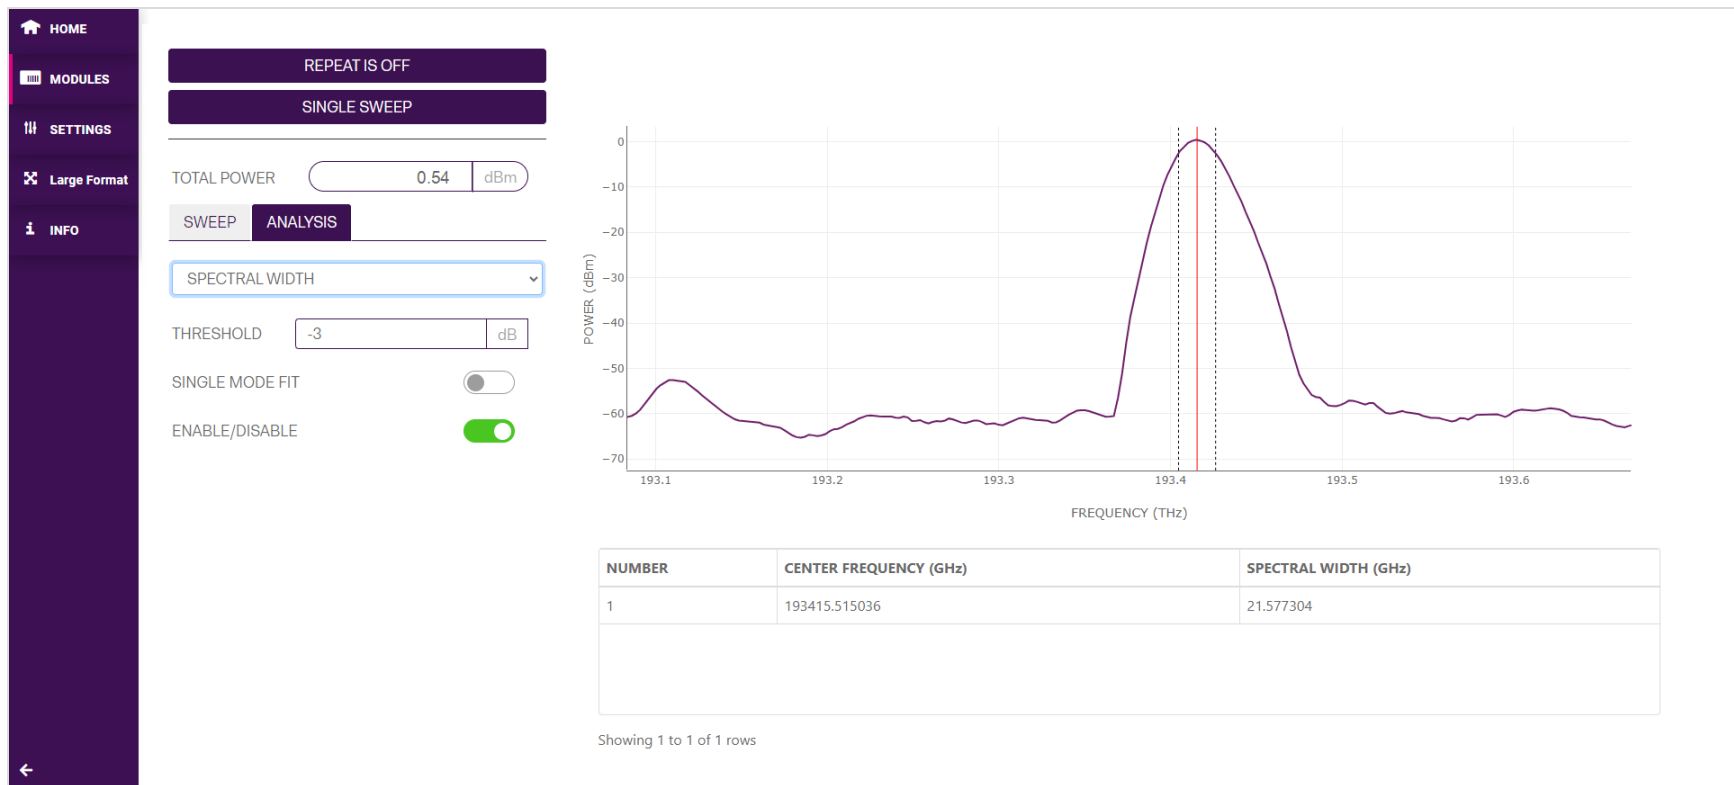 HOME
MODULES
SETTINGS
Large Format
INFO
REPEAT IS OFF
SINGLE SWEEP
TOTAL POWER 0.54 dBm
SWEEP ANALYSIS
SPECTRAL WIDTH
THRESHOLD -3 dB
SINGLE MODE FIT
ENABLE/DISABLE
POWER (dBm)
0
−10
−20
−30
−40
−50
−60
−70
193.1 193.2 193.3 193.4 193.5 193.6
FREQUENCY (THz)
NUMBER CENTER FREQUENCY (GHz) SPECTRAL WIDTH (GHz)
1 193415.515036 21.577304
Showing 1 to 1 of 1 rows